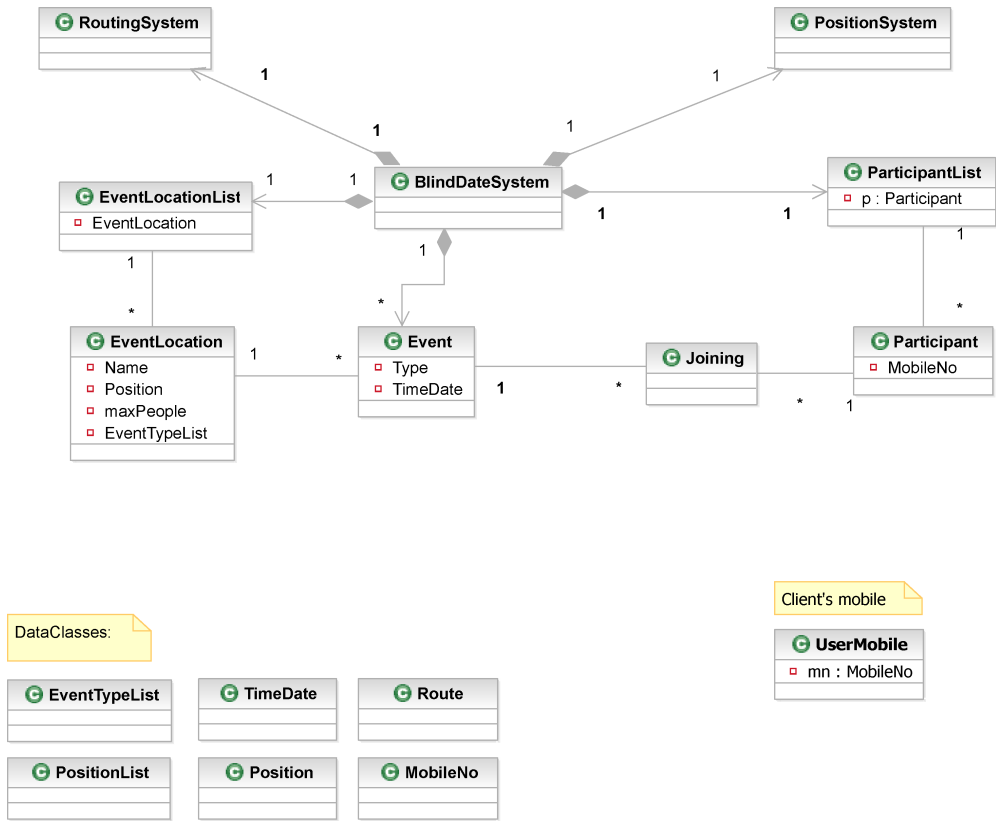 RoutingSystem
PositionSystem
1
1
1
1
BlindDateSystem
ParticipantList
p : Participant
EventLocationList
EventLocation
1
1
1
1
1
1
1
*
*
*
EventLocation
Name
Position
maxPeople
EventTypeList
1
*
Event
Type
TimeDate
1
*
Joining
*
1
Participant
MobileNo
Client's mobile
UserMobile
mn : MobileNo
DataClasses:
EventTypeList
TimeDate
Route
PositionList
Position
MobileNo